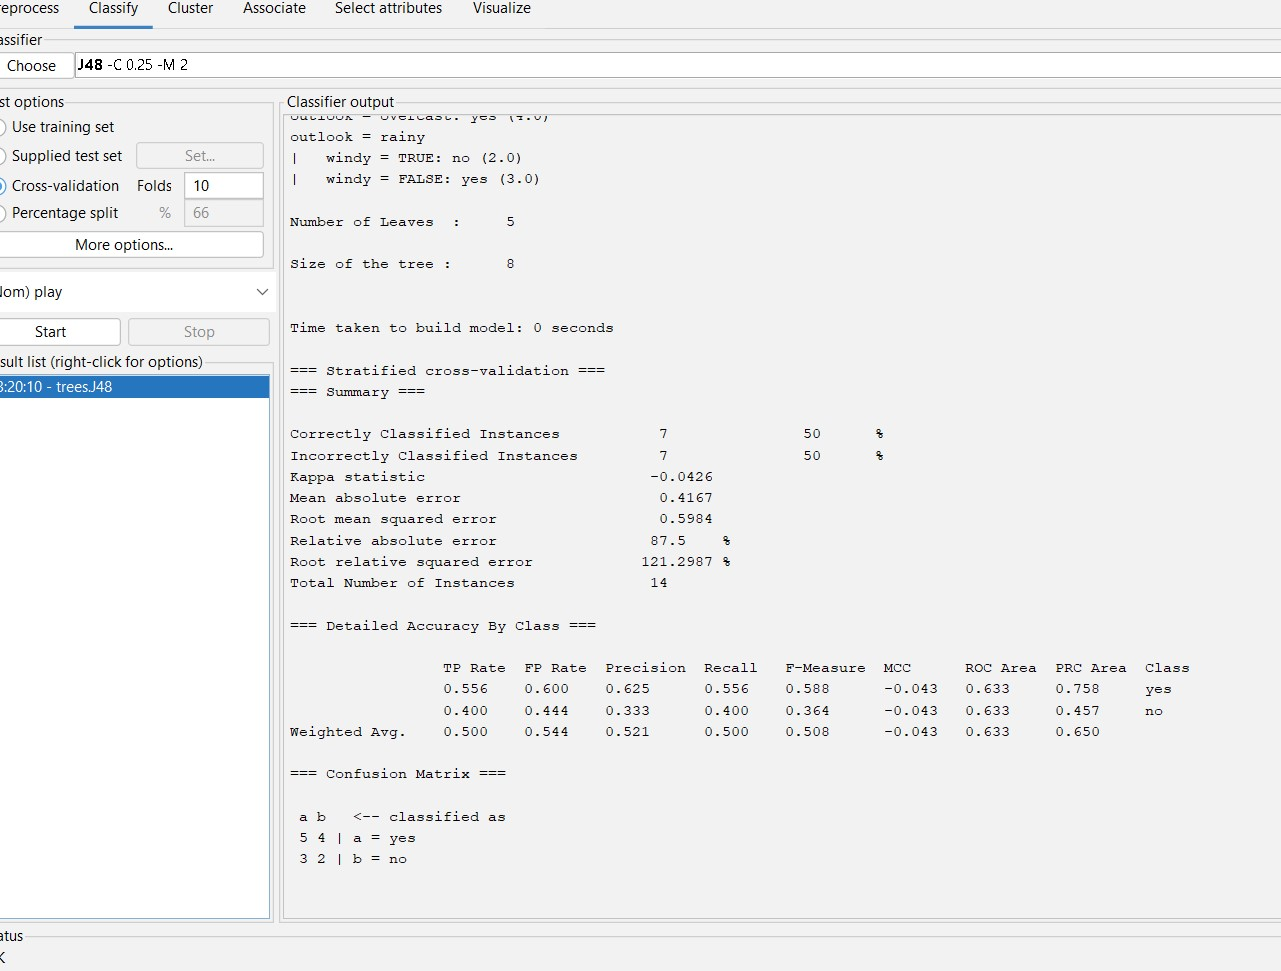 eprocess Classify Cluster Associate Select attributes Visualize
assifier
Choose J48 -C 0.25 -M 2
st options
Use training set
Supplied test set Set...
Cross-validation Folds 10
Percentage split % 66
More options...
om) play
Start Stop
sult list (right-click for options)
:20:10 - trees.J48
Classifier output
outlook = overcast: yes (4.0)
outlook = rainy
| windy = TRUE: no (2.0)
| windy = FALSE: yes (3.0)
Number of Leaves : 5
Size of the tree : 8
Time taken to build model: 0 seconds
=== Stratified cross-validation ===
=== Summary ===
Correctly Classified Instances 7 50 %
Incorrectly Classified Instances 7 50 %
Kappa statistic -0.0426
Mean absolute error 0.4167
Root mean squared error 0.5984
Relative absolute error 87.5 %
Root relative squared error 121.2987 %
Total Number of Instances 14
=== Detailed Accuracy By Class ===
TP Rate FP Rate Precision Recall F-Measure MCC ROC Area PRC Area Class
0.556 0.600 0.625 0.556 0.588 -0.043 0.633 0.758 yes
0.400 0.444 0.333 0.400 0.364 -0.043 0.633 0.457 no
Weighted Avg. 0.500 0.544 0.521 0.500 0.508 -0.043 0.633 0.650
=== Confusion Matrix ===
a b <-- classified as
5 4 | a = yes
3 2 | b = no
atus
K